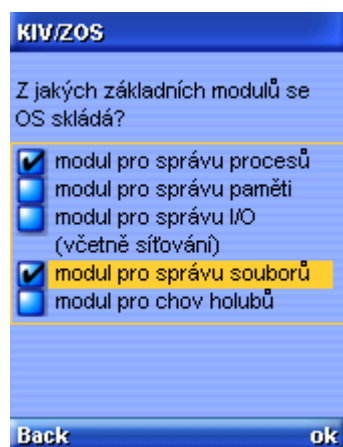 KIV/ZOS
Z jakých základních modulů se
OS skládá?
modul pro správu procesů
modul pro správu paměti
modul pro správu I/O
(včetně síťování)
modul pro správu souborů
modul pro chov holubů
Back ok